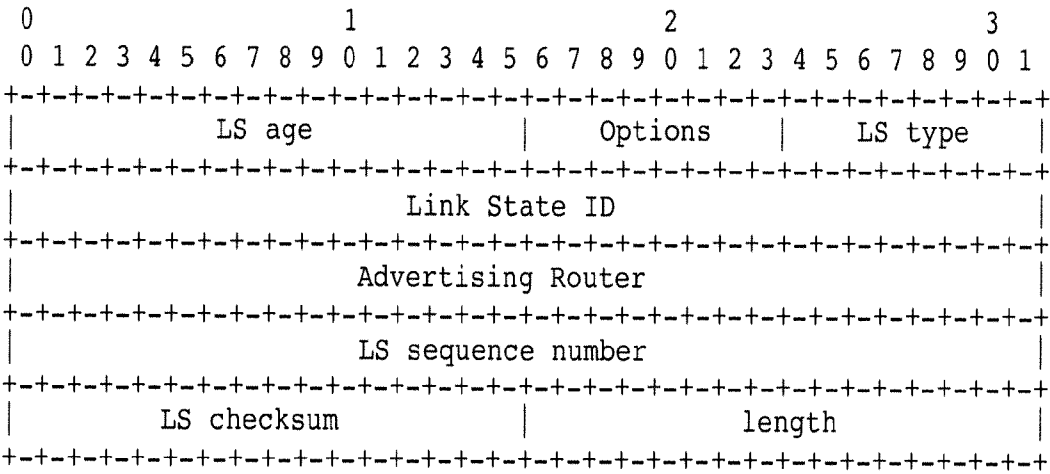 0                   1                   2                   3
0 1 2 3 4 5 6 7 8 9 0 1 2 3 4 5 6 7 8 9 0 1 2 3 4 5 6 7 8 9 0 1
+-+-+-+-+-+-+-+-+-+-+-+-+-+-+-+-+-+-+-+-+-+-+-+-+-+-+-+-+-+-+-+-+
| LS age | Options | LS type |
+-+-+-+-+-+-+-+-+-+-+-+-+-+-+-+-+-+-+-+-+-+-+-+-+-+-+-+-+-+-+-+-+
| Link State ID |
+-+-+-+-+-+-+-+-+-+-+-+-+-+-+-+-+-+-+-+-+-+-+-+-+-+-+-+-+-+-+-+-+
| Advertising Router |
+-+-+-+-+-+-+-+-+-+-+-+-+-+-+-+-+-+-+-+-+-+-+-+-+-+-+-+-+-+-+-+-+
| LS sequence number |
+-+-+-+-+-+-+-+-+-+-+-+-+-+-+-+-+-+-+-+-+-+-+-+-+-+-+-+-+-+-+-+-+
| LS checksum | length |
+-+-+-+-+-+-+-+-+-+-+-+-+-+-+-+-+-+-+-+-+-+-+-+-+-+-+-+-+-+-+-+-+